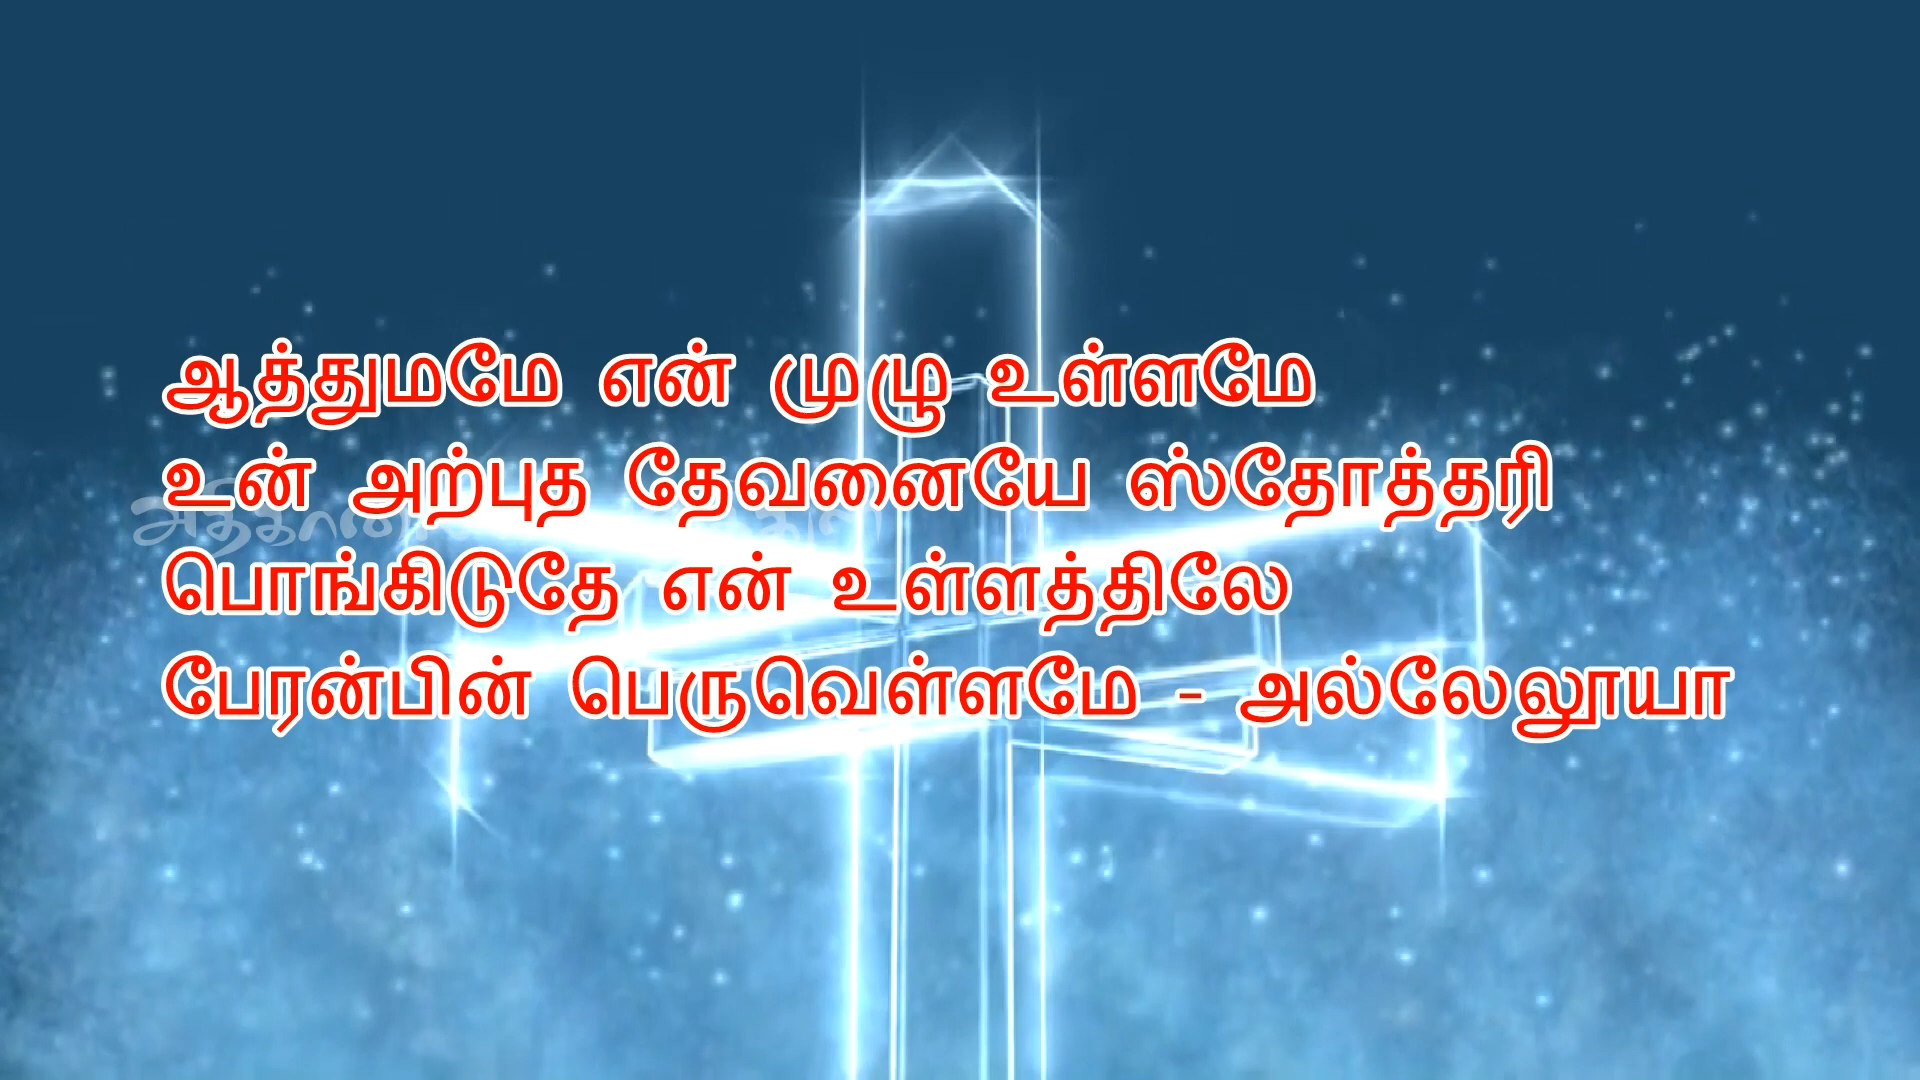 ஆத்துமமே என் முழு உள்ளமே
உன் அற்புத தேவனையே ஸ்தோத்தரி
பொங்கிடுதே என் உள்ளத்திலே
பேரன்பின் பெருவெள்ளமே - அல்லேலூயா